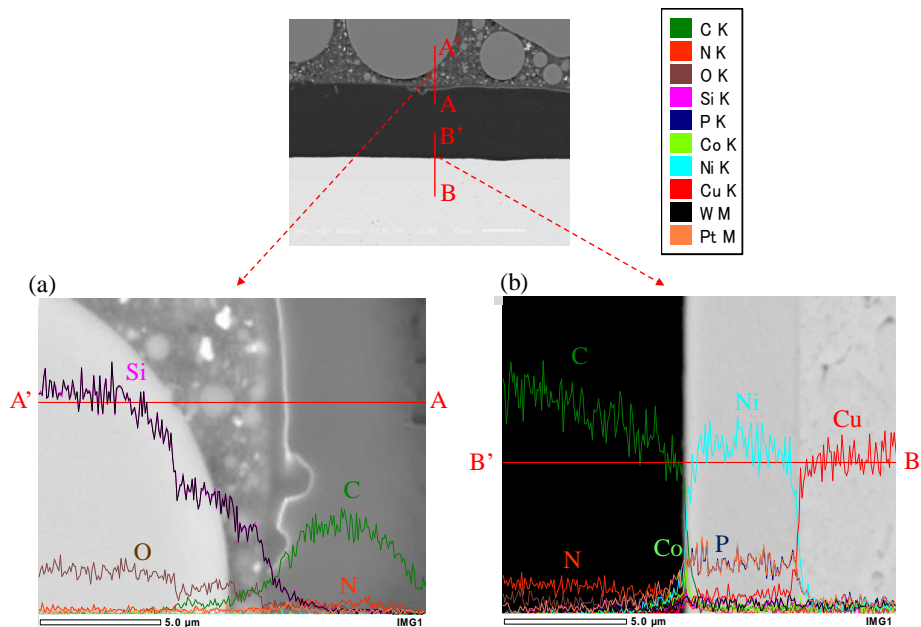 A'
A
B'
B
C K
N K
O K
Si K
P K
Co K
Ni K
Cu K
W M
Pt M
(a)
Si
A'
A
C
O
N
5.0 µm
IMG1
(b)
C
Ni
Cu
B'
B
Co
P
N
5.0 µm
IMG1